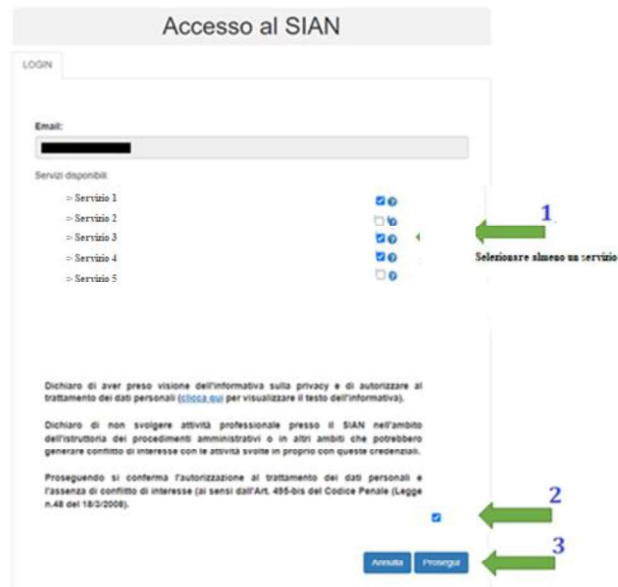 Accesso al SIAN
LOGIN
Email:
Servizi disponibili
Servizio 1
Servizio 2
1
Servizio 3
Servizio 4
Selezionare almeno un servizio
Servizio 5
Dichiaro di aver preso visione dell'informativa sulla privacy e di autorizzare al
trattamento dei dati personali (clicca qui per visualizzare il testo dell'informativa).
Dichiaro di non svolgere attività professionale presso il SIAN nell'ambito
dell'istruttoria dei procedimenti amministrativi o in altri ambiti che potrebbero
generare conflitto di interesse con le attività svolte in proprio con queste credenziali.
Proseguendo si conferma l'autorizzazione al trattamento dei dati personali e
l'assenza di conflitto di interesse (ai sensi dall'Art. 495-bis del Codice Penale (Legge
n.48 del 18/3/2008).
2
3
Annulla Prosegui